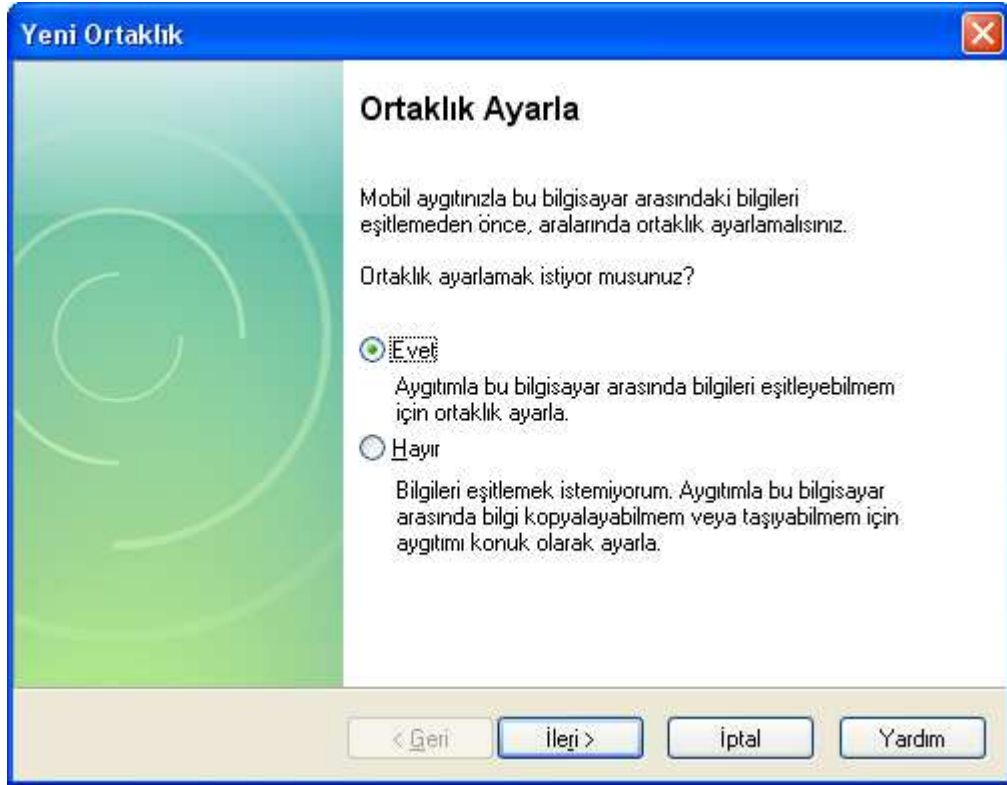 Yeni Ortaklık
Ortaklık Ayarla
Mobil aygıtınızla bu bilgisayar arasındaki bilgileri
eşitlemeden önce, aralarında ortaklık ayarlamalisınız.
Ortaklık ayarlamak istiyor musunuz?
Evet
Aygıtımla bu bilgisayar arasında bilgileri eşitleyebilmem
için ortaklık ayarla.
Hayır
Bilgileri eşitlemek istemiyorum. Aygıtımla bu bilgisayar
arasında bilgi kopyalayabilmem veya taşıyabilmem için
aygıtımı konuk olarak ayarla.
< Geri İleri > İptal Yardım